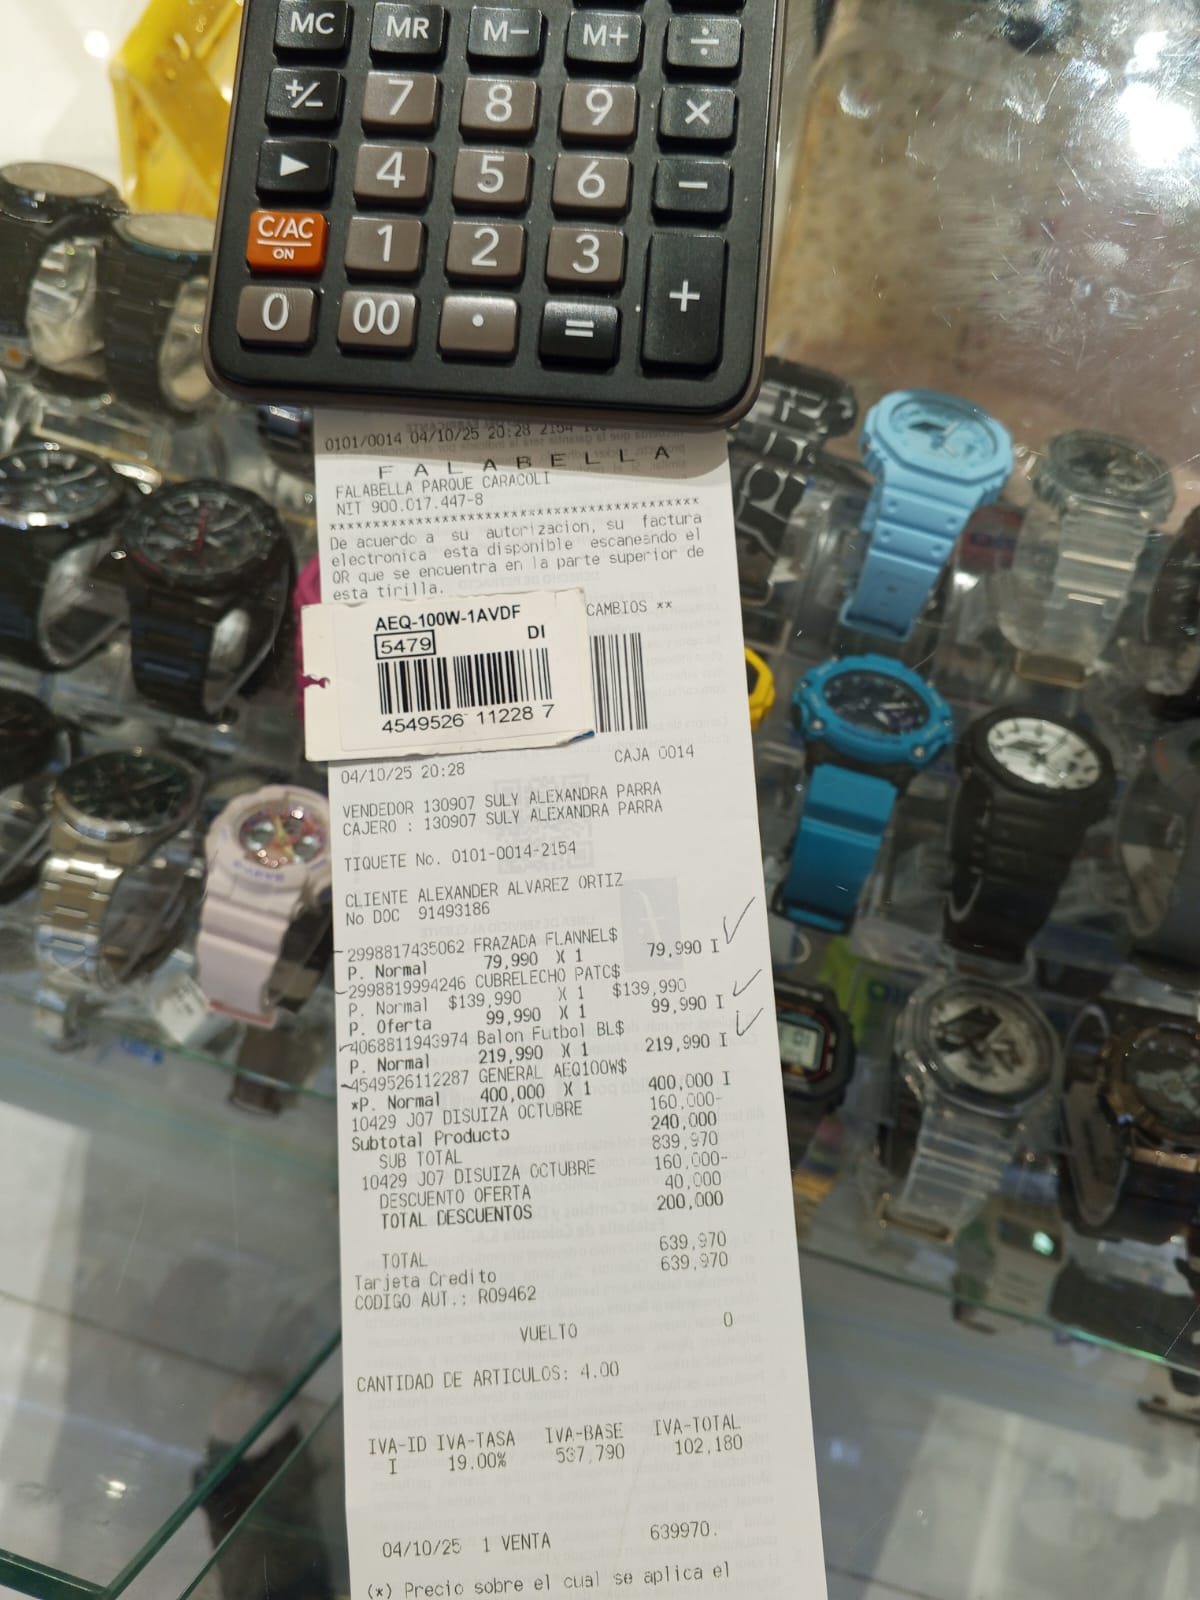 MC MR M− M+ ÷
+/− 7 8 9 ×
▶ 4 5 6 −
C/AC
ON
1 2 3
0 00 · = +
0101/0014 04/10/25 20:28 2154
F A L A B E L L A
FALABELLA PARQUE CARACOLI
NIT 900.017.447-8
****************************************
De acuerdo a su autorizacion, su factura
electronica esta disponible escaneando el
QR que se encuentra en la parte superior de
esta tirilla.
CAMBIOS **
AEQ-100W-1AVDF
5479 DI
4549526 11228 7
04/10/25 20:28 CAJA 0014
VENDEDOR 130907 SULY ALEXANDRA PARRA
CAJERO : 130907 SULY ALEXANDRA PARRA
TIQUETE No. 0101-0014-2154
CLIENTE ALEXANDER ALVAREZ ORTIZ
No DOC 91493186
2998817435062 FRAZADA FLANNEL$
P. Normal 79,990 X 1 79,990 I
2998819994246 CUBRELECHO PATC$
P. Normal $139,990 X 1 $139,990
P. Oferta 99,990 X 1 99,990 I
4068811943974 Balon Futbol BL$
P. Normal 219,990 X 1 219,990 I
4549526112287 GENERAL AEQ100W$
*P. Normal 400,000 X 1 400,000 I
10429 J07 DISUIZA OCTUBRE 160,000-
Subtotal Producto 240,000
SUB TOTAL 839,970
10429 J07 DISUIZA OCTUBRE 160,000-
DESCUENTO OFERTA 40,000
TOTAL DESCUENTOS 200,000
TOTAL 639,970
Tarjeta Credito 639,970
CODIGO AUT.: R09462
VUELTO 0
CANTIDAD DE ARTICULOS: 4.00
IVA-ID IVA-TASA IVA-BASE IVA-TOTAL
I 19.00% 537,790 102,180
04/10/25 1 VENTA 639970.
(*) Precio sobre el cual se aplica el